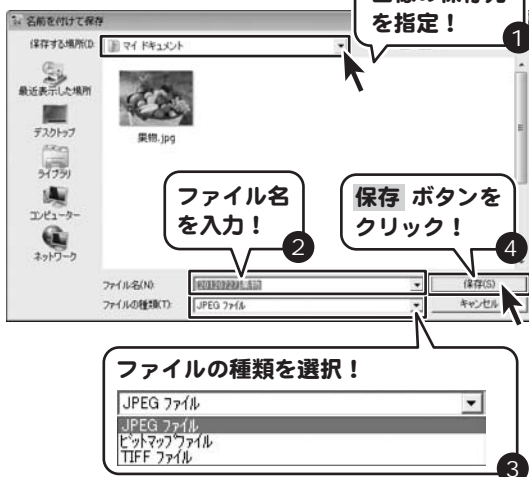 名前を付けて保存
を指定！
1
保存する場所(I):
マイ ドキュメント
最近表示した場所
デスクトップ
ライブラリ
コンピューター
ネットワーク
果物.jpg
ファイル名
を入力！
2
保存 ボタンを
クリック！
4
ファイル名(N):
保存(S)
ファイルの種類(T):
JPEG ファイル
キャンセル
ファイルの種類を選択！
JPEG ファイル
JPEG ファイル
ビットマップファイル
TIFF ファイル
3